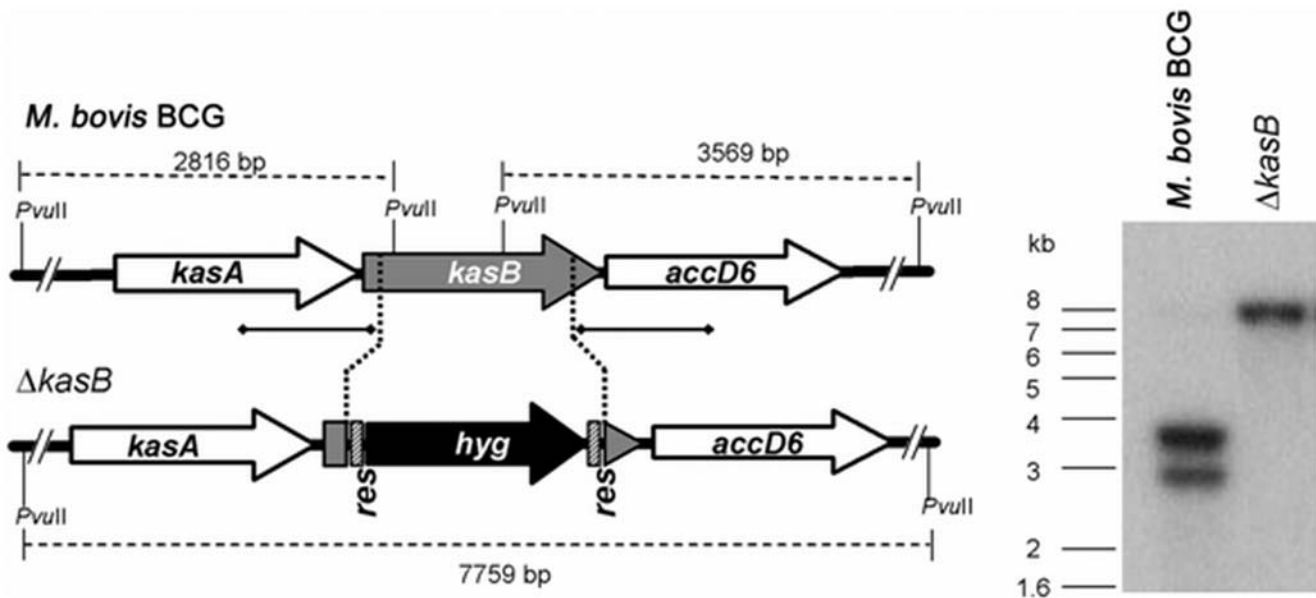 M. bovis BCG
2816 bp
3569 bp
PvuII
PvuII
PvuII
PvuII
kasA
kasB
accD6
ΔkasB
kasA
res
hyg
res
accD6
PvuII
PvuII
7759 bp
M. bovis BCG
ΔkasB
kb
8
7
6
5
4
3
2
1.6